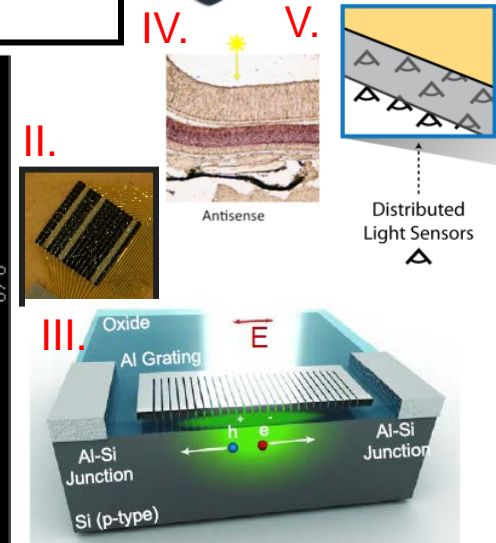 IV.
V.
II.
Antisense
Distributed
Light Sensors
III.
Oxide
E
Al Grating
+ -
h e
Al-Si
Junction
Al-Si
Junction
Si (p-type)